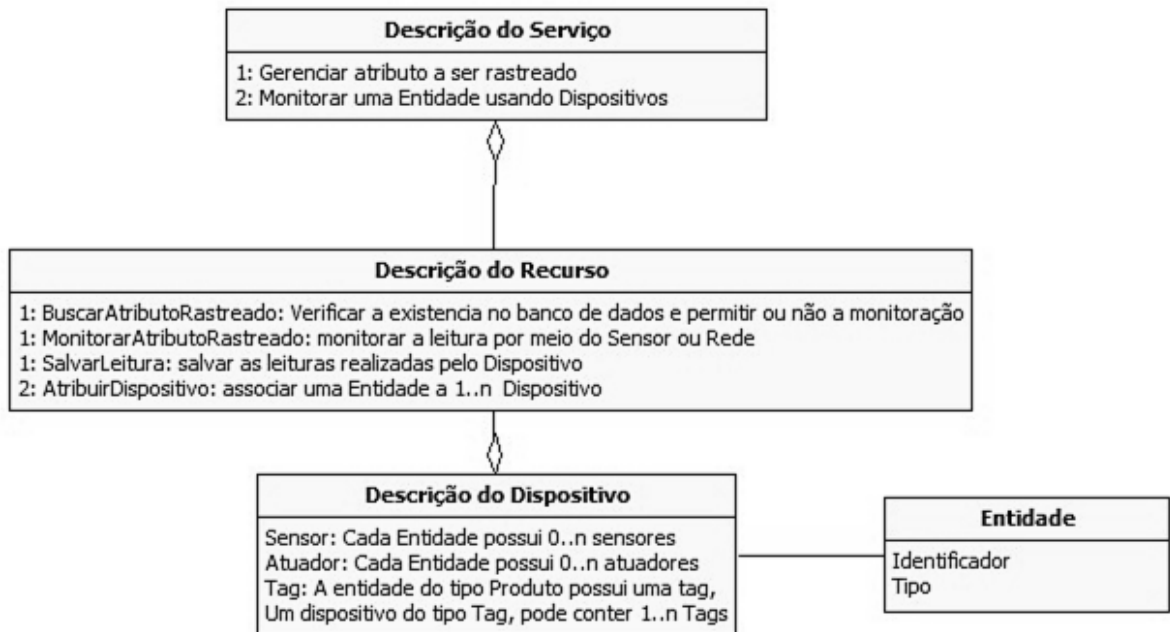 Descrição do Serviço
1: Gerenciar atributo a ser rastreado
2: Monitorar uma Entidade usando Dispositivos
Descrição do Recurso
1: BuscarAtributoRastreado: Verificar a existencia no banco de dados e permitir ou não a monitoração
1: MonitorarAtributoRastreado: monitorar a leitura por meio do Sensor ou Rede
1: SalvarLeitura: salvar as leituras realizadas pelo Dispositivo
2: AtribuirDispositivo: associar uma Entidade a 1..n Dispositivo
Descrição do Dispositivo
Sensor: Cada Entidade possui 0..n sensores
Atuador: Cada Entidade possui 0..n atuadores
Tag: A entidade do tipo Produto possui uma tag,
Um dispositivo do tipo Tag, pode conter 1..n Tags
Entidade
Identificador
Tipo